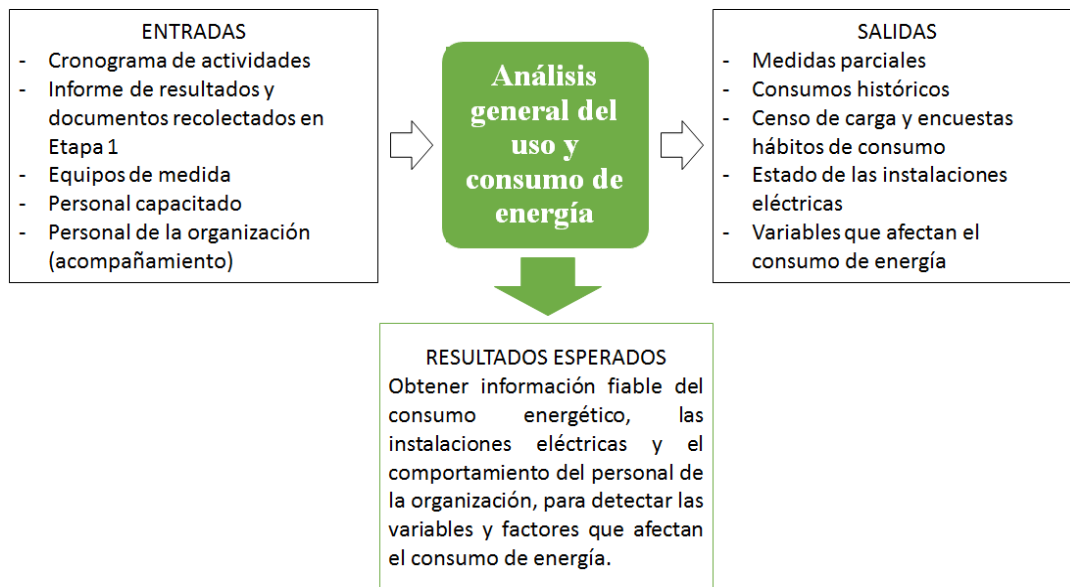 ENTRADAS
- Cronograma de actividades
- Informe de resultados y
documentos recolectados en
Etapa 1
- Equipos de medida
- Personal capacitado
- Personal de la organización
(acompañamiento)
Análisis
general del
uso y
consumo de
energía
SALIDAS
- Medidas parciales
- Consumos históricos
- Censo de carga y encuestas
hábitos de consumo
- Estado de las instalaciones
eléctricas
- Variables que afectan el
consumo de energía
RESULTADOS ESPERADOS
Obtener información fiable del
consumo energético, las
instalaciones eléctricas y el
comportamiento del personal de
la organización, para detectar las
variables y factores que afectan
el consumo de energía.